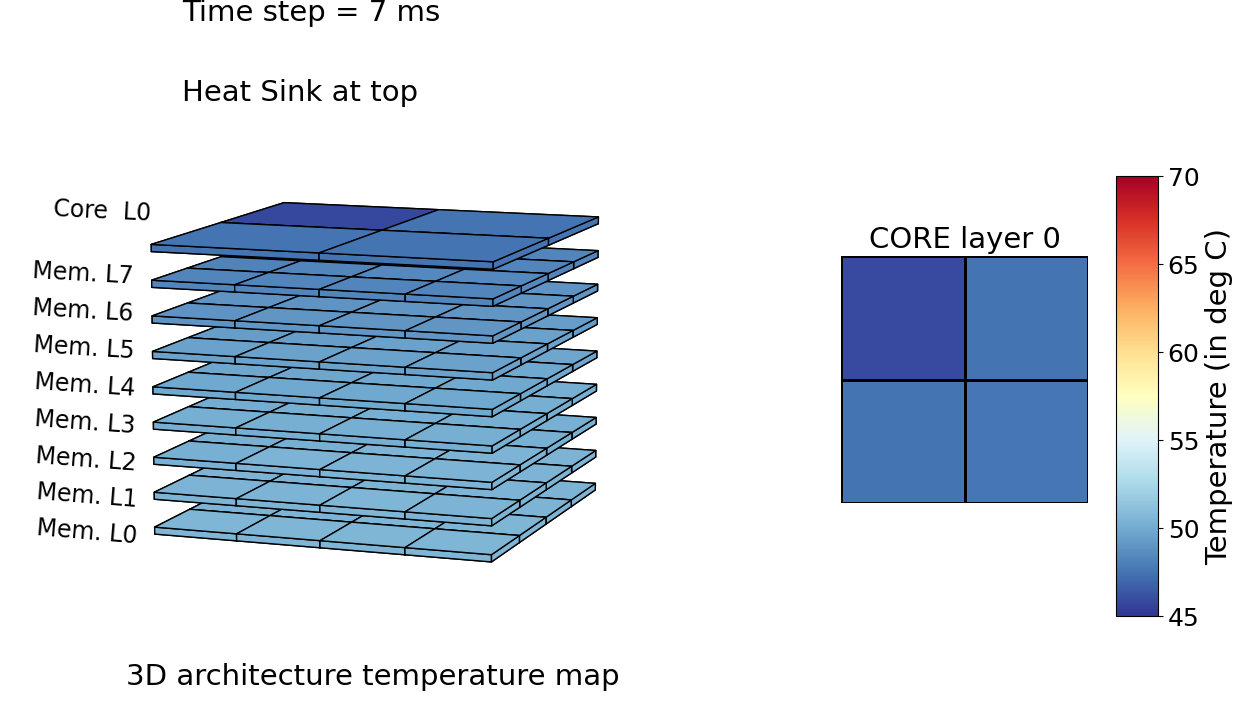 Time step = 7 ms
Heat Sink at top
Core  L0
Mem. L7
Mem. L6
Mem. L5
Mem. L4
Mem. L3
Mem. L2
Mem. L1
Mem. L0
3D architecture temperature map
CORE layer 0
70
65
60
55
50
45
Temperature (in deg C)